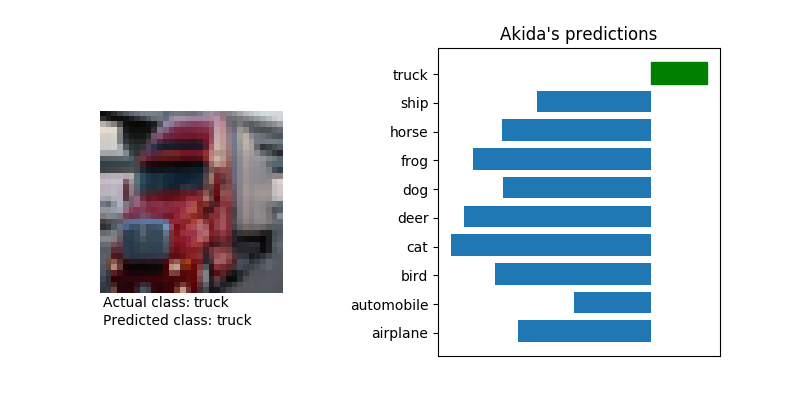 Akida's predictions
truck
ship
horse
frog
dog
deer
cat
bird
automobile
airplane
Actual class: truck
Predicted class: truck